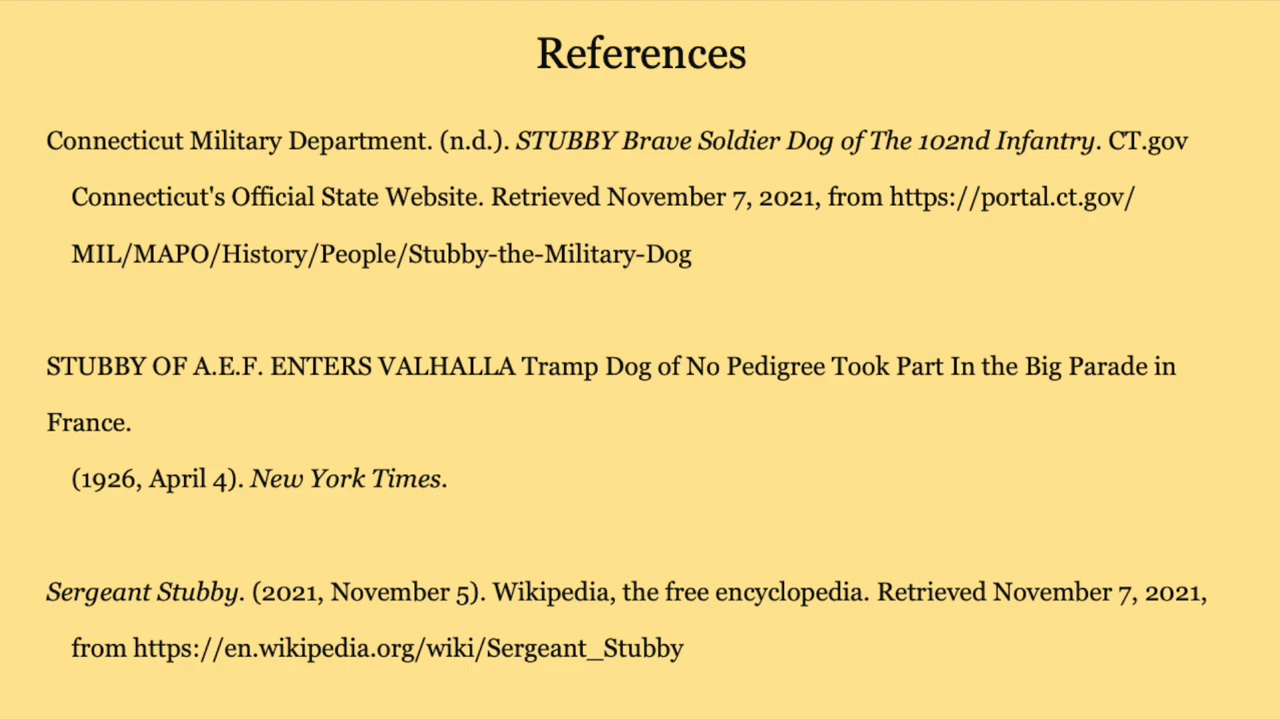 References
Connecticut Military Department. (n.d.). STUBBY Brave Soldier Dog of The 102nd Infantry. CT.gov
Connecticut's Official State Website. Retrieved November 7, 2021, from https://portal.ct.gov/
MIL/MAPO/History/People/Stubby-the-Military-Dog
STUBBY OF A.E.F. ENTERS VALHALLA Tramp Dog of No Pedigree Took Part In the Big Parade in
France.
(1926, April 4). New York Times.
Sergeant Stubby. (2021, November 5). Wikipedia, the free encyclopedia. Retrieved November 7, 2021,
from https://en.wikipedia.org/wiki/Sergeant_Stubby